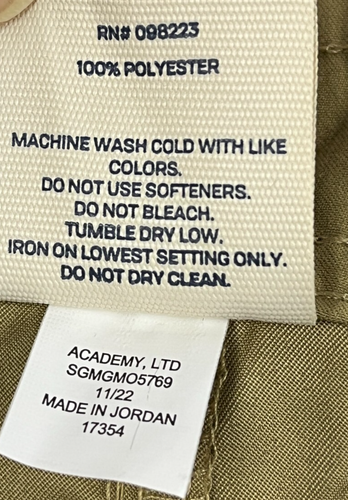 RN# 098223
100% POLYESTER
MACHINE WASH COLD WITH LIKE
COLORS.
DO NOT USE SOFTENERS.
DO NOT BLEACH.
TUMBLE DRY LOW.
IRON ON LOWEST SETTING ONLY.
DO NOT DRY CLEAN.
ACADEMY, LTD
SGMGMO5769
11/22
MADE IN JORDAN
17354